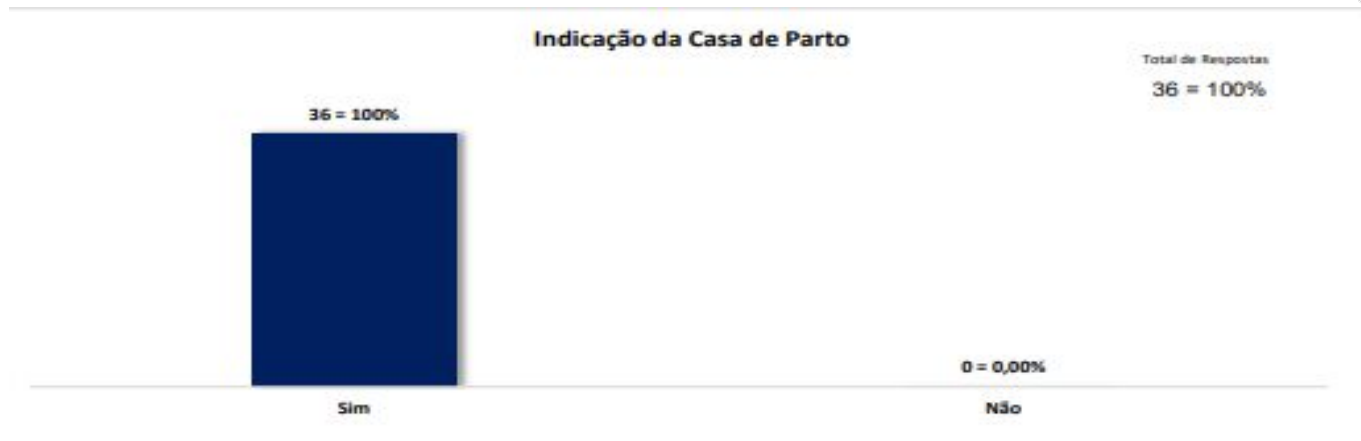 Indicação da Casa de Parto
Total de Respostas
36 = 100%
36 = 100%
0 = 0,00%
Sim
Não